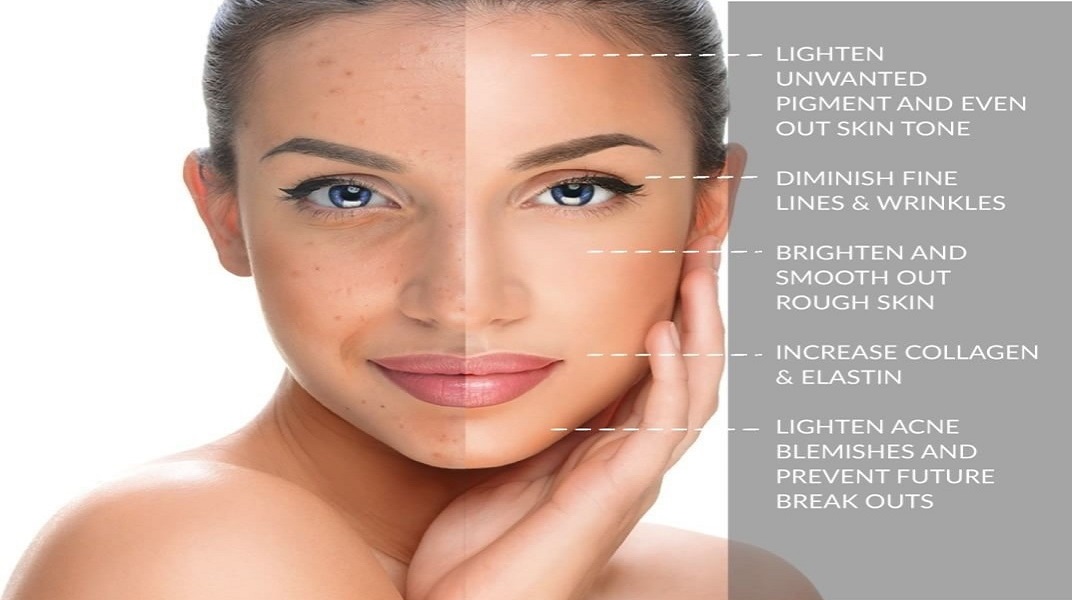 LIGHTEN
UNWANTED
PIGMENT AND EVEN
OUT SKIN TONE
DIMINISH FINE
LINES & WRINKLES
BRIGHTEN AND
SMOOTH OUT
ROUGH SKIN
INCREASE COLLAGEN
& ELASTIN
LIGHTEN ACNE
BLEMISHES AND
PREVENT FUTURE
BREAK OUTS